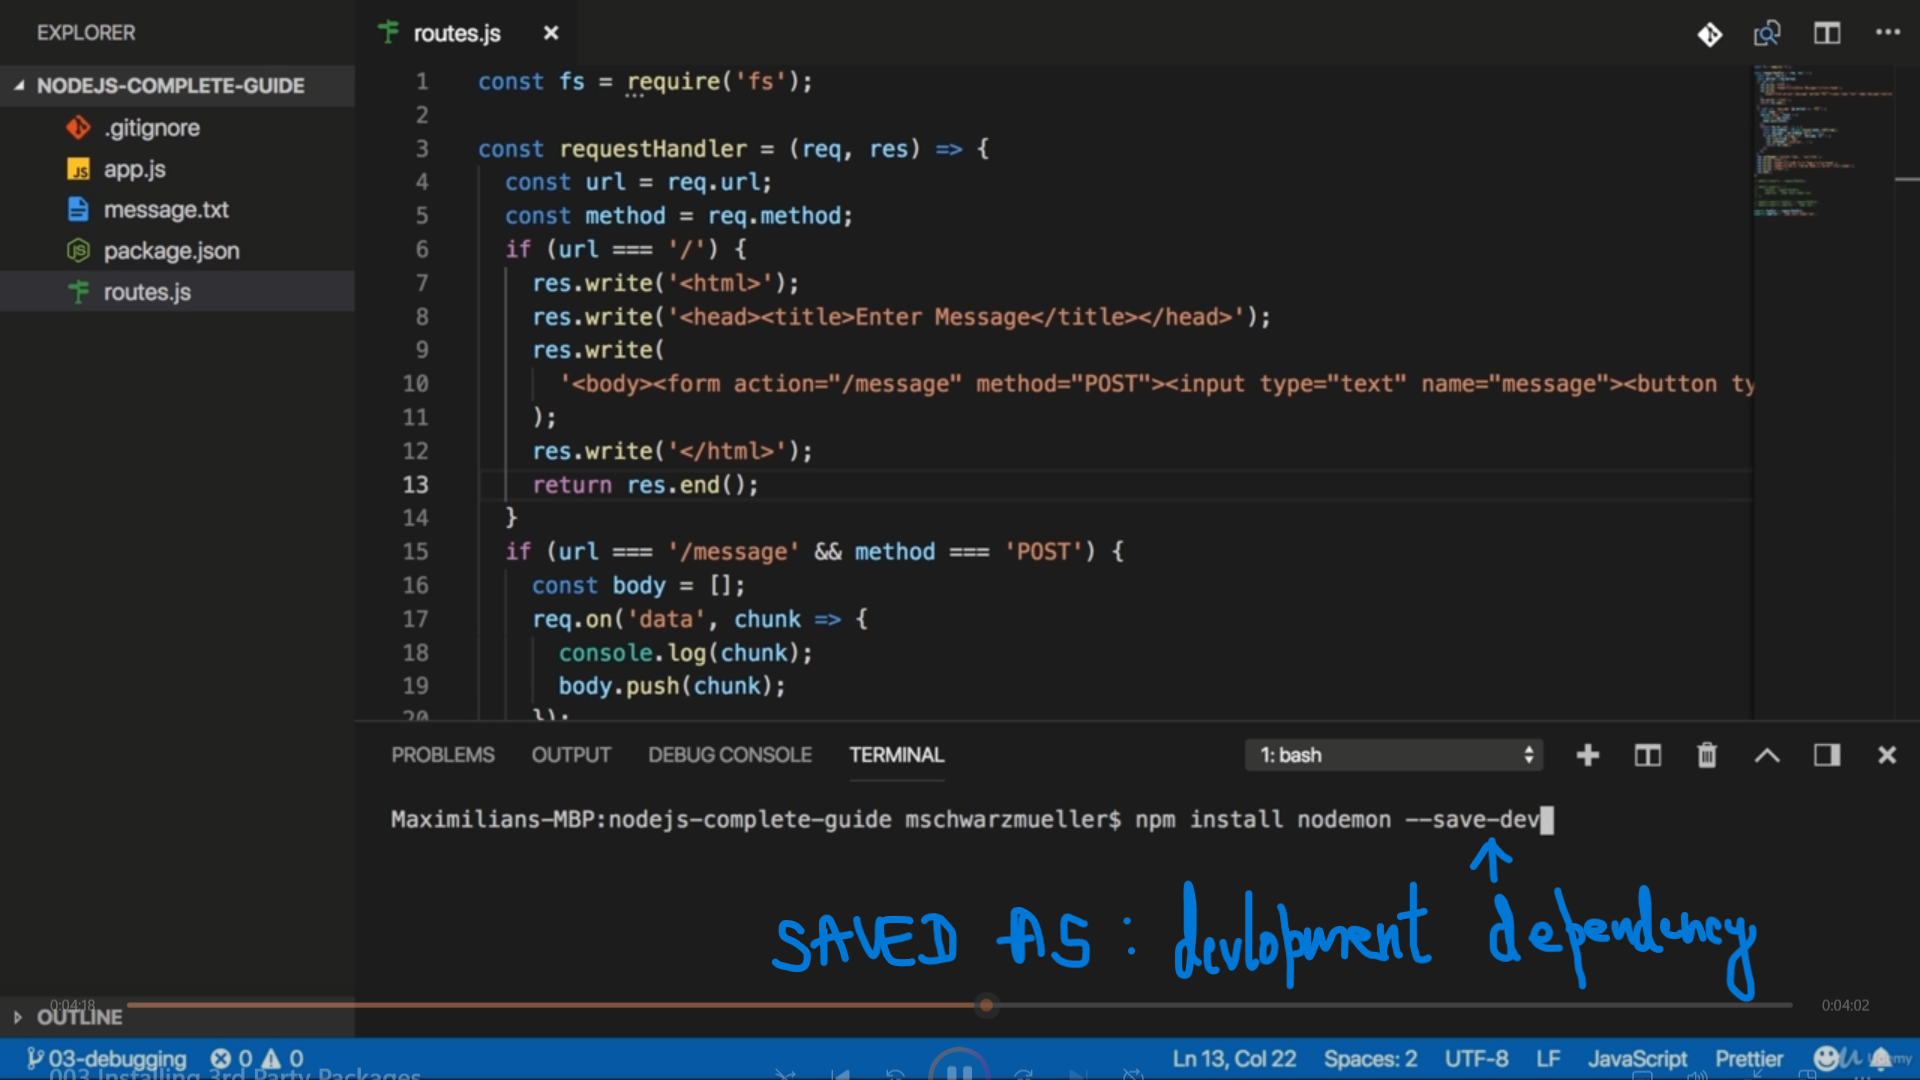 EXPLORER
routes.js
NODEJS-COMPLETE-GUIDE
.gitignore
app.js
message.txt
package.json
routes.js
1 const fs = require('fs');
2
3 const requestHandler = (req, res) => {
4 const url = req.url;
5 const method = req.method;
6 if (url === '/') {
7 res.write('<html>');
8 res.write('<head><title>Enter Message</title></head>');
9 res.write(
10 '<body><form action="/message" method="POST"><input type="text" name="message"><button ty
11 );
12 res.write('</html>');
13 return res.end();
14 }
15 if (url === '/message' && method === 'POST') {
16 const body = [];
17 req.on('data', chunk => {
18 console.log(chunk);
19 body.push(chunk);
20 });
PROBLEMS OUTPUT DEBUG CONSOLE TERMINAL 1: bash
Maximilians-MBP:nodejs-complete-guide mschwarzmueller$ npm install nodemon --save-dev
SAVED AS : devlopment dependency
0:04:18 0:04:02
OUTLINE
03-debugging 0 0 Ln 13, Col 22 Spaces: 2 UTF-8 LF JavaScript Prettier Udemy
003 Installing 3rd Party Packages